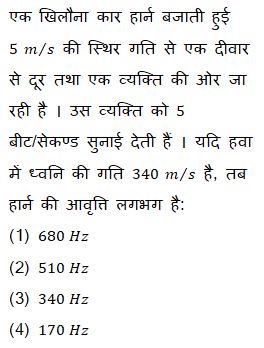 एक खिलौना कार हार्न बजाती हुई
5 m/s की स्थिर गति से एक दीवार
से दूर तथा एक व्यक्ति की ओर जा
रही है । उस व्यक्ति को 5
बीट/सेकण्ड सुनाई देती हैं । यदि हवा
में ध्वनि की गति 340 m/s है, तब
हार्न की आवृत्ति लगभग है:
(1) 680 Hz
(2) 510 Hz
(3) 340 Hz
(4) 170 Hz